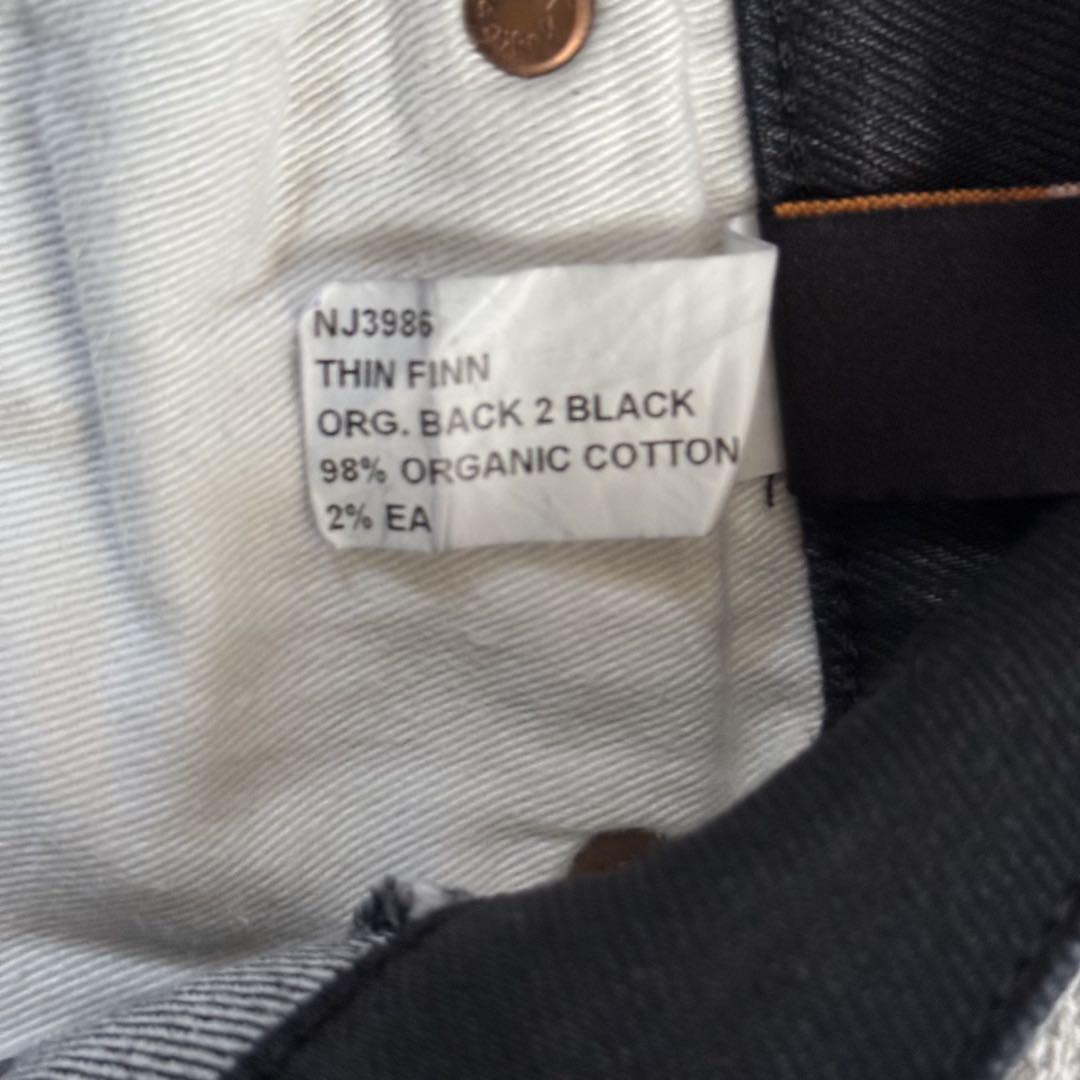 NJ3986
THIN FINN
ORG. BACK 2 BLACK
98% ORGANIC COTTON
2% EA